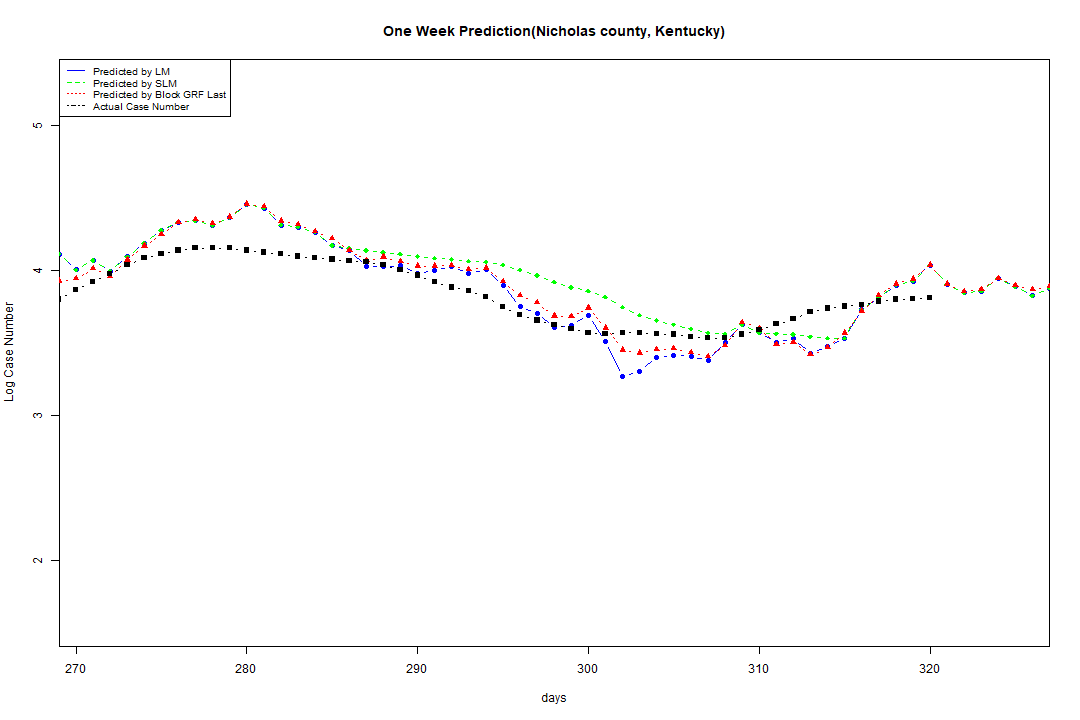 One Week Prediction(Nicholas county, Kentucky)
Predicted by LM
Predicted by SLM
Predicted by Block GRF Last
Actual Case Number
5
4
3
2
Log Case Number
270 280 290 300 310 320
days